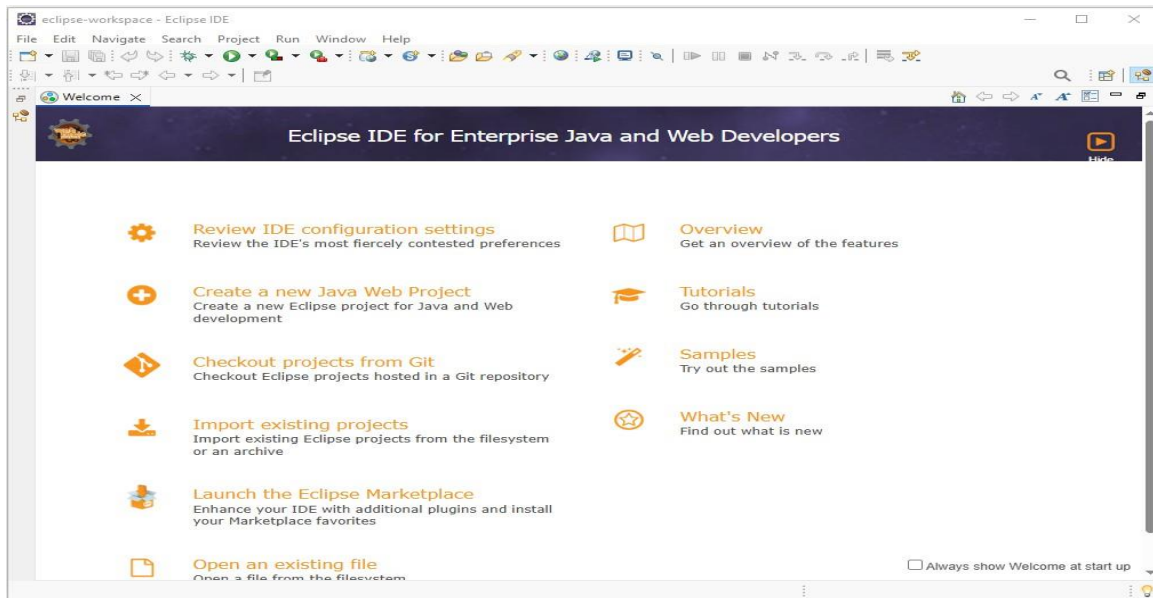 eclipse-workspace - Eclipse IDE
File Edit Navigate Search Project Run Window Help
Welcome
Eclipse IDE for Enterprise Java and Web Developers
Hide
Review IDE configuration settings
Review the IDE's most fiercely contested preferences
Create a new Java Web Project
Create a new Eclipse project for Java and Web
development
Checkout projects from Git
Checkout Eclipse projects hosted in a Git repository
Import existing projects
Import existing Eclipse projects from the filesystem
or an archive
Launch the Eclipse Marketplace
Enhance your IDE with additional plugins and install
your Marketplace favorites
Open an existing file
Open a file from the filesystem
Overview
Get an overview of the features
Tutorials
Go through tutorials
Samples
Try out the samples
What's New
Find out what is new
Always show Welcome at start up